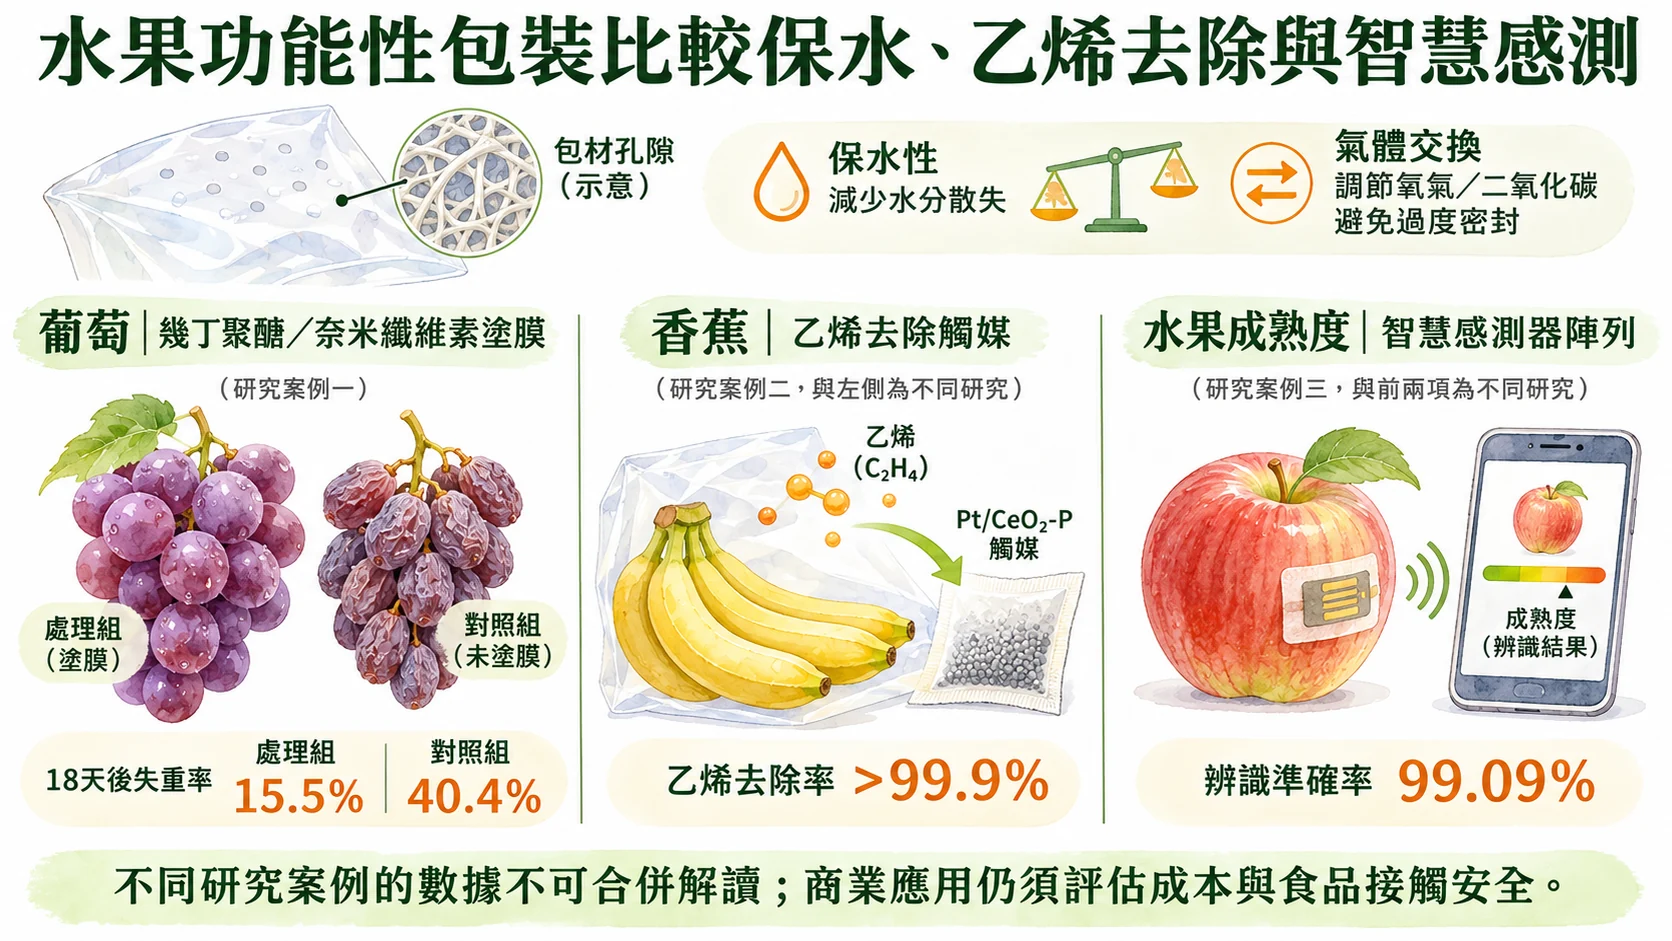 水果功能性包裝比較保水、乙烯去除與智慧感測
包材孔隙
（示意）
保水性
減少水分散失
氣體交換
調節氧氣／二氧化碳
避免過度密封
葡萄｜幾丁聚醣／奈米纖維素塗膜
（研究案例一）
處理組
（塗膜）
對照組
（未塗膜）
18天後失重率
處理組
15.5%
對照組
40.4%
香蕉｜乙烯去除觸媒
（研究案例二，與左側為不同研究）
乙烯
（C₂H₄）
Pt/CeO₂-P
觸媒
乙烯去除率 >99.9%
水果成熟度｜智慧感測器陣列
（研究案例三，與前兩項為不同研究）
成熟度
（辨識結果）
辨識準確率 99.09%
不同研究案例的數據不可合併解讀；商業應用仍須評估成本與食品接觸安全。